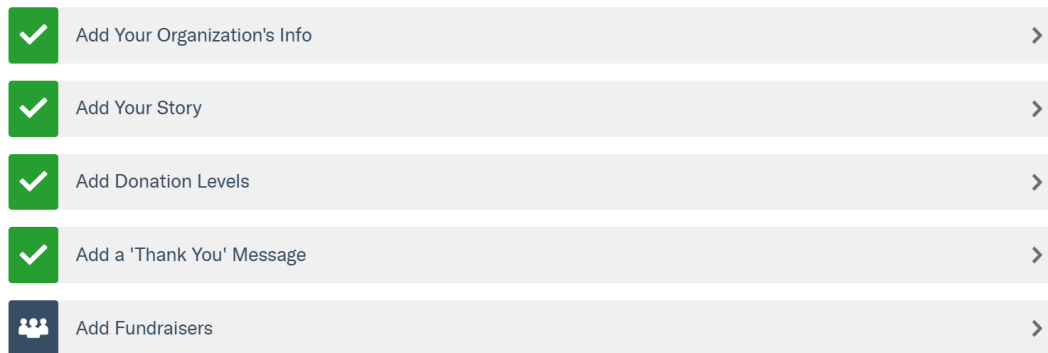 Add Your Organization's Info
Add Your Story
Add Donation Levels
Add a 'Thank You' Message
Add Fundraisers